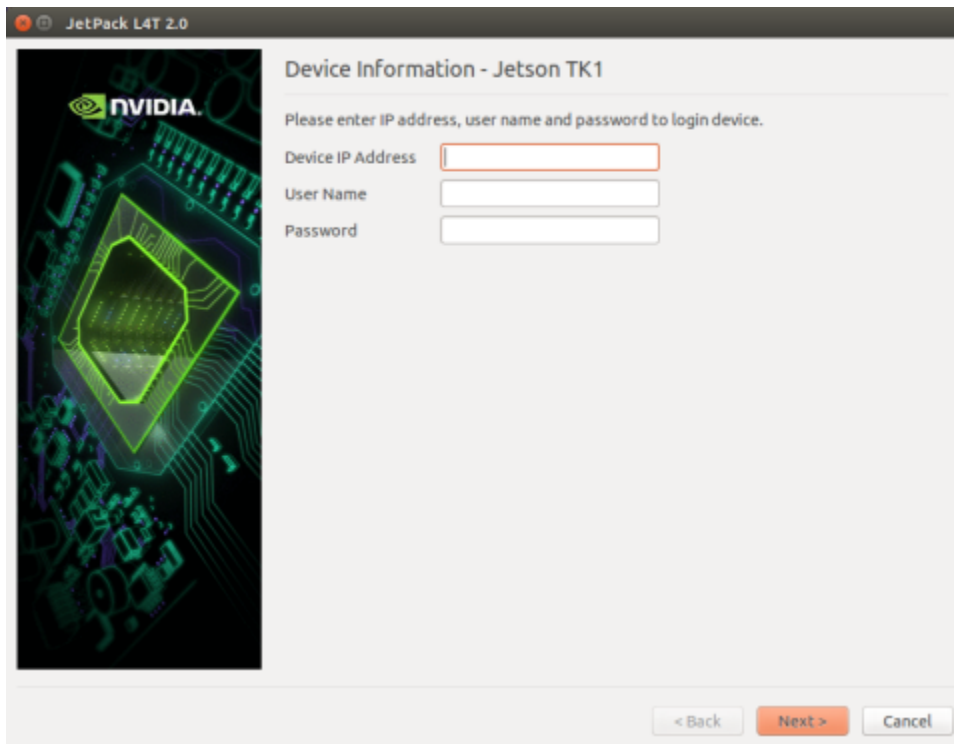 JetPack L4T 2.0
NVIDIA.
Device Information - Jetson TK1
Please enter IP address, user name and password to login device.
Device IP Address
User Name
Password
< Back
Next >
Cancel